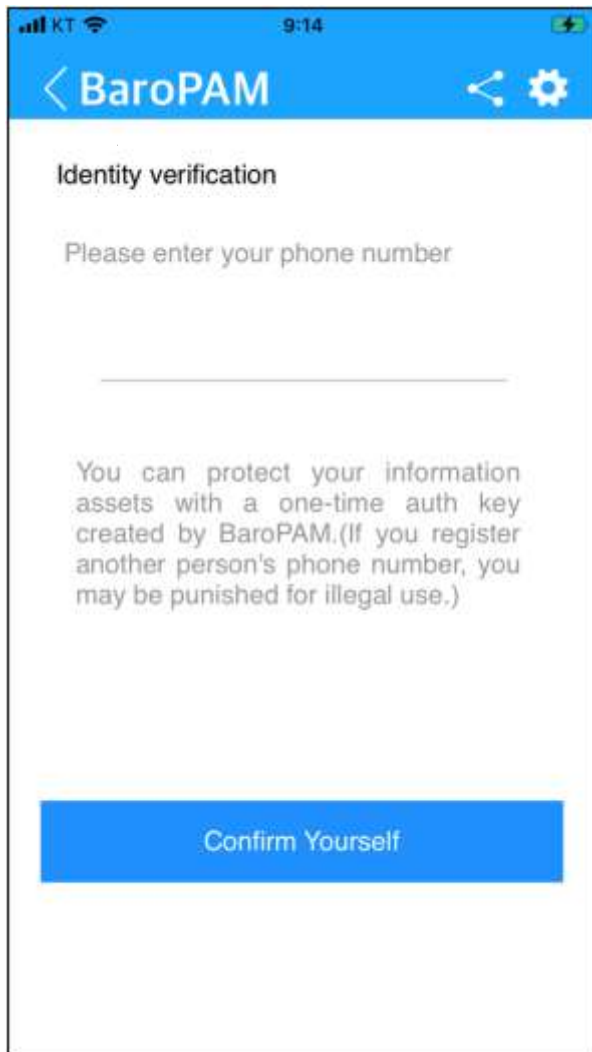 KT 9:14
BaroPAM
Identity verification
Please enter your phone number
You can protect your information
assets with a one-time auth key
created by BaroPAM.(If you register
another person's phone number, you
may be punished for illegal use.)
Confirm Yourself